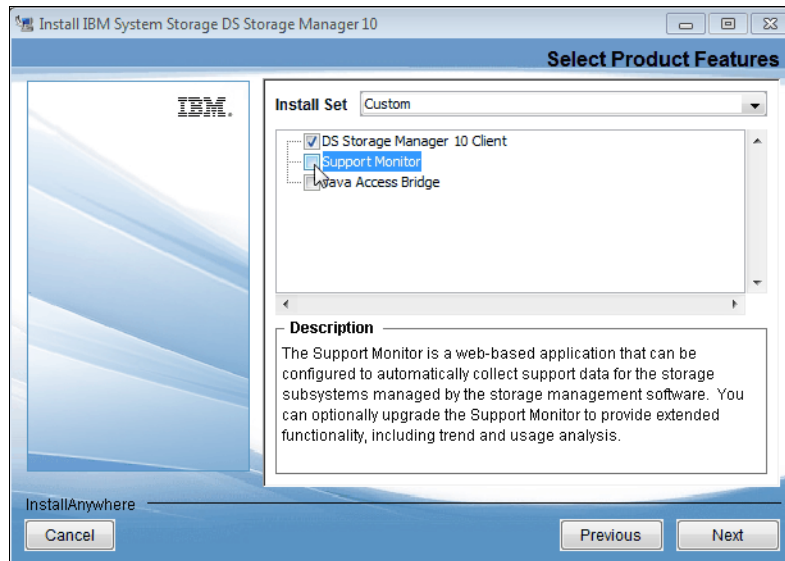 Install IBM System Storage DS Storage Manager 10
Select Product Features
IBM.
Install Set Custom
DS Storage Manager 10 Client
Support Monitor
Java Access Bridge
Description
The Support Monitor is a web-based application that can be
configured to automatically collect support data for the storage
subsystems managed by the storage management software. You
can optionally upgrade the Support Monitor to provide extended
functionality, including trend and usage analysis.
InstallAnywhere
Cancel
Previous
Next